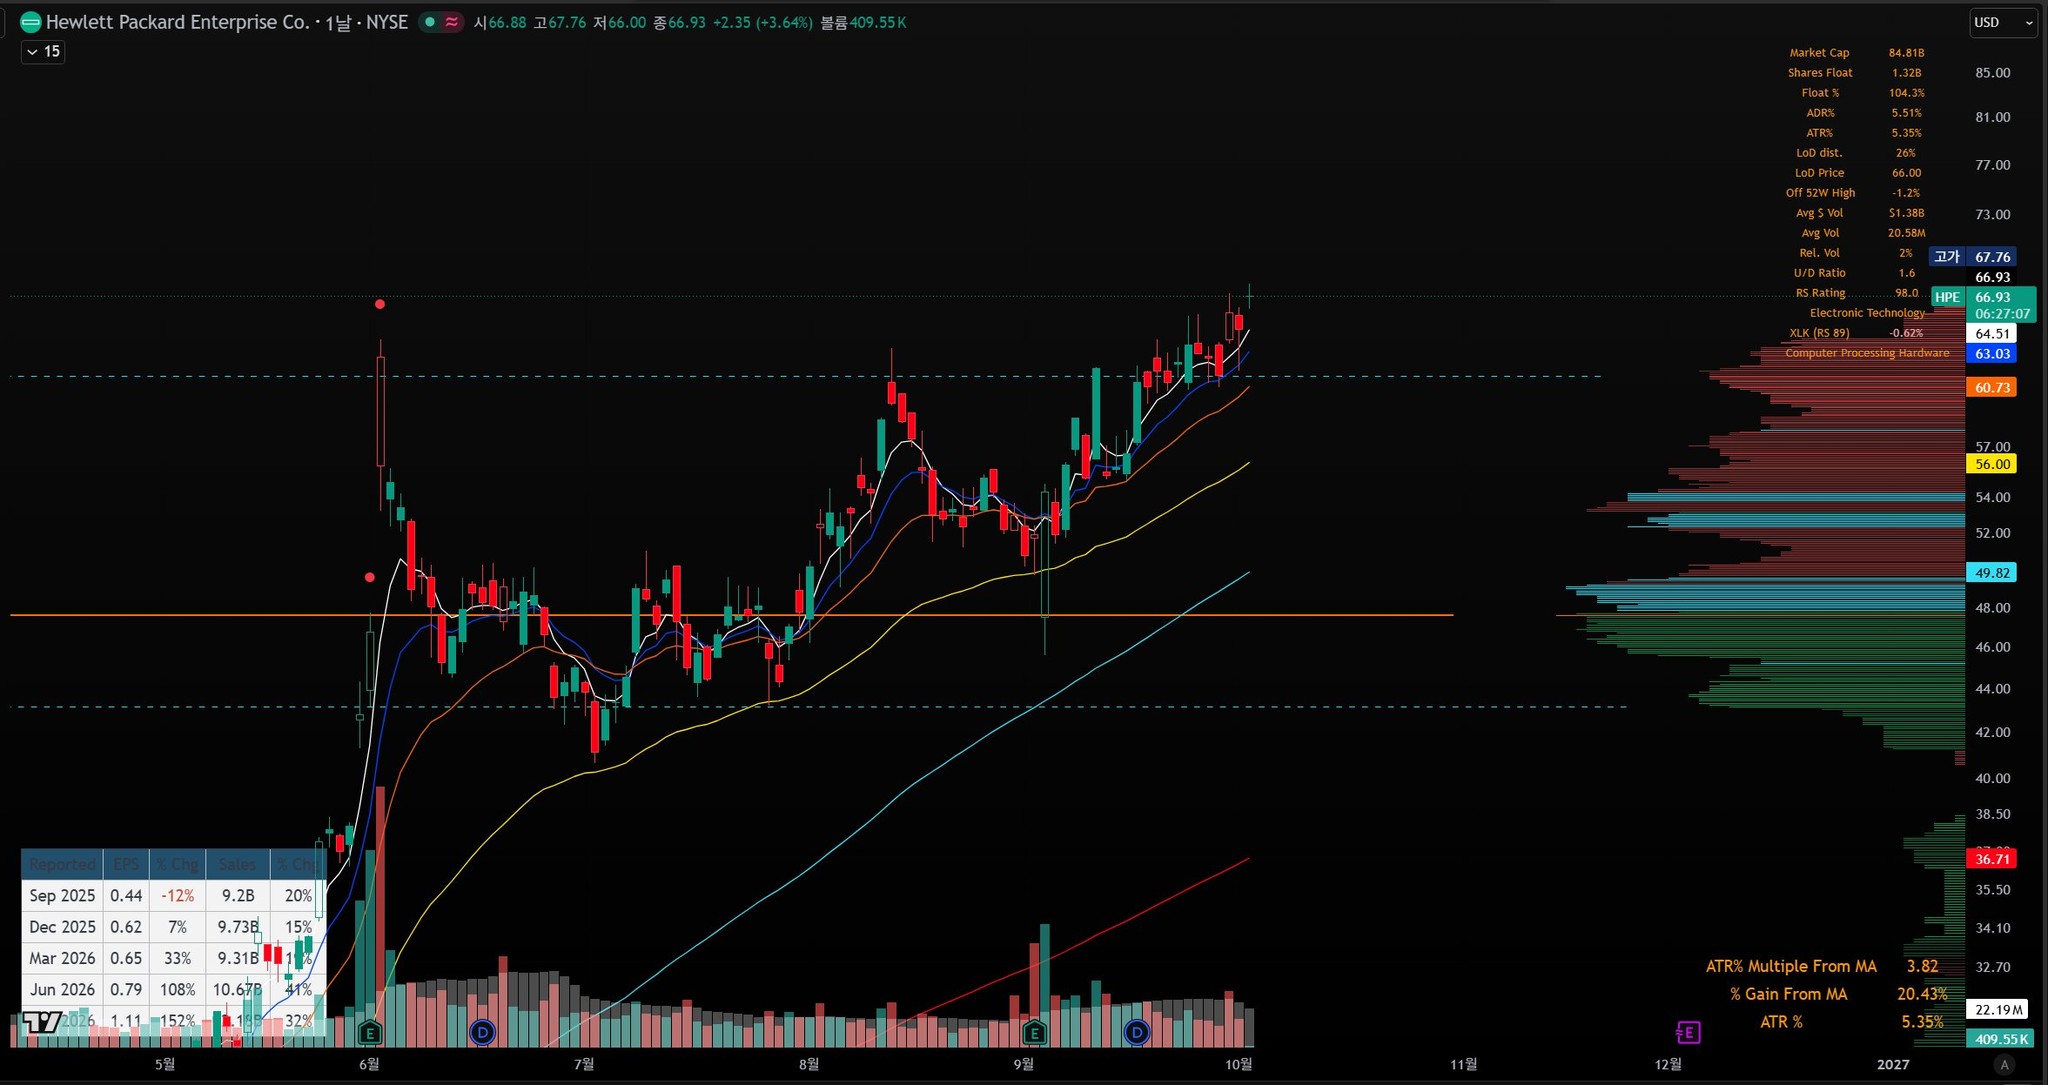 Hewlett Packard Enterprise Co. · 1날 · NYSE 시66.88 고67.76 저66.00 종66.93 +2.35 (+3.64%) 볼륨409.55K
USD
15
Market Cap 84.81B
Shares Float 1.32B
Float % 104.3%
ADR% 5.51%
ATR% 5.35%
LoD dist. 26%
LoD Price 66.00
Off 52W High -1.2%
Avg $ Vol $1.38B
Avg Vol 20.58M
Rel. Vol 2%
U/D Ratio 1.6
RS Rating 98.0
Electronic Technology
XLK (RS 89) -0.62%
Computer Processing Hardware
85.00
81.00
77.00
73.00
고가 67.76
66.93
HPE 66.93
06:27:07
64.51
63.03
60.73
57.00
56.00
54.00
52.00
49.82
48.00
46.00
44.00
42.00
40.00
38.50
36.71
35.50
34.10
32.70
22.19M
409.55K
Reported EPS % Chg Sales % Chg
Sep 2025 0.44 -12% 9.2B 20%
Dec 2025 0.62 7% 9.73B 15%
Mar 2026 0.65 33% 9.31B
Jun 2026 0.79 108% 10.67B 41%
2026 1.11 152% 32%
ATR% Multiple From MA 3.82
% Gain From MA 20.43%
ATR % 5.35%
E D E D E
5월 6월 7월 8월 9월 10월 11월 12월 2027
A